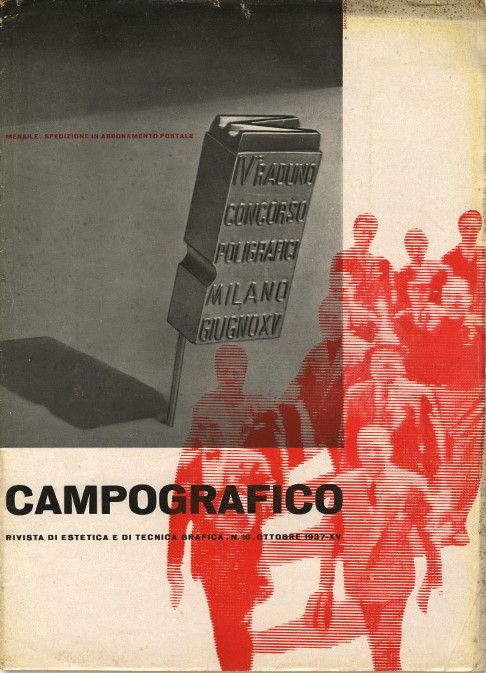 MENSILE . SPEDIZIONE IN ABBONAMENTO POSTALE
IV° RADUNO
CONCORSO
POLIGRAFICI
MILANO
GIUGNO XV
CAMPOGRAFICO
RIVISTA DI ESTETICA E DI TECNICA GRAFICA . N. 10 . OTTOBRE 1937-XV